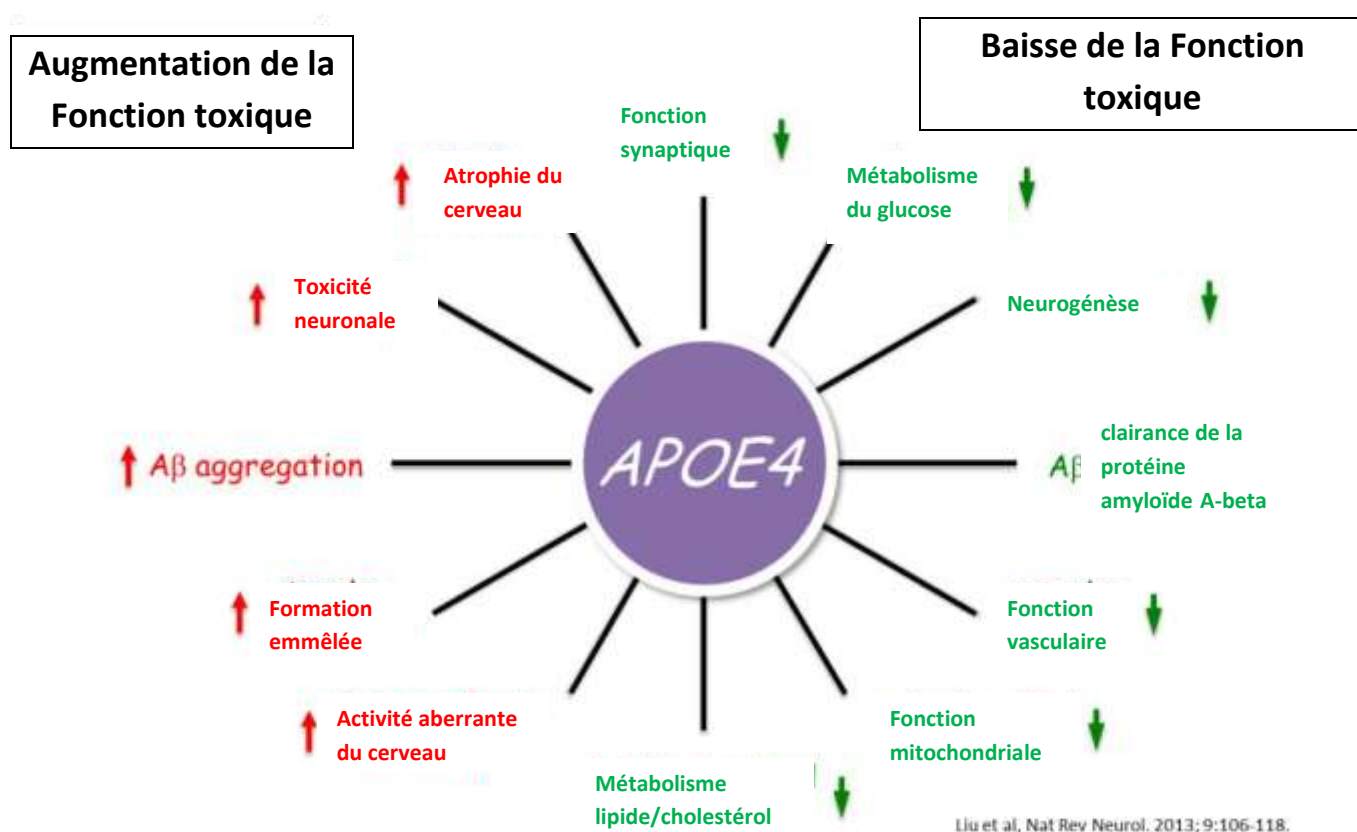 Augmentation de la
Fonction toxique
Baisse de la Fonction
toxique
Fonction
synaptique
Atrophie du
cerveau
Métabolisme
du glucose
Toxicité
neuronale
Neurogénèse
Aβ aggregation
APOE4
Aβ
clairance de la
protéine
amyloïde A-beta
Formation
emmêlée
Fonction
vasculaire
Activité aberrante
du cerveau
Fonction
mitochondriale
Métabolisme
lipide/cholestérol
Liu et al, Nat Rev Neurol. 2013; 9:106-118.